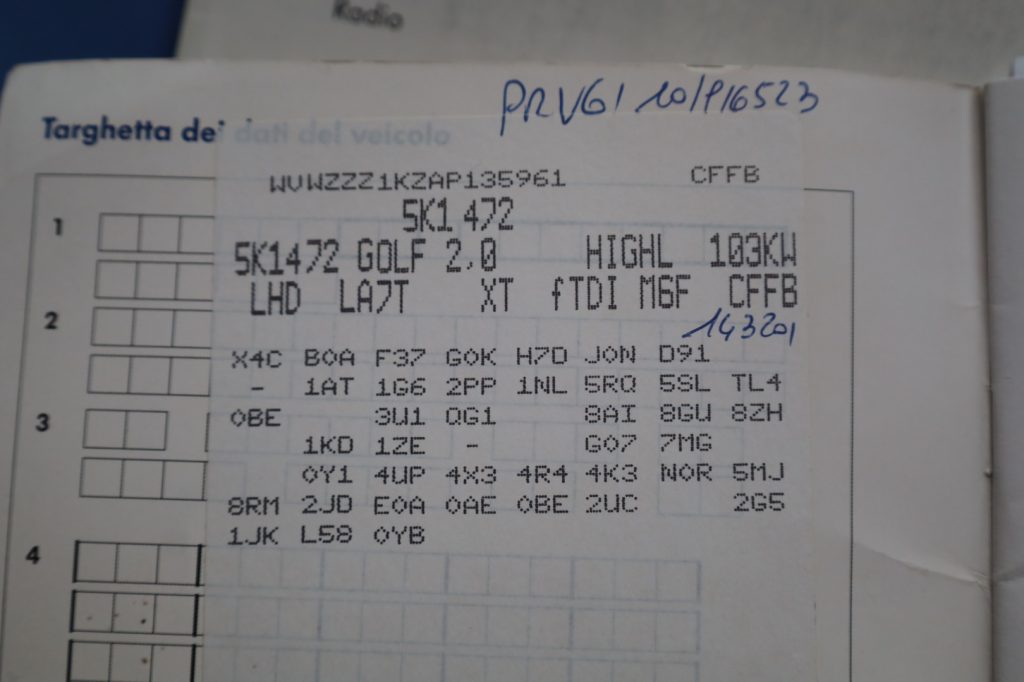 Radio
PRVG1 10/916523
Targhetta dei dati del veicolo
WVWZZZ1KZAP135961 CFFB
5K1 472
1
5K1472 GOLF 2,0 HIGHL 103KW
LHD LA7T XT fTDI M6F CFFB
2
143201
X4C B0A F37 G0K H7D J0N D91
- 1AT 1G6 2PP 1NL 5RQ 5SL TL4
3
0BE 3U1 QG1 8AI 8GU 8ZH
1KD 1ZE - G07 7MG
0Y1 4UP 4X3 4R4 4K3 N0R 5MJ
8RM 2JD E0A 0AE 0BE 2UC 2G5
1JK L58 0YB
4